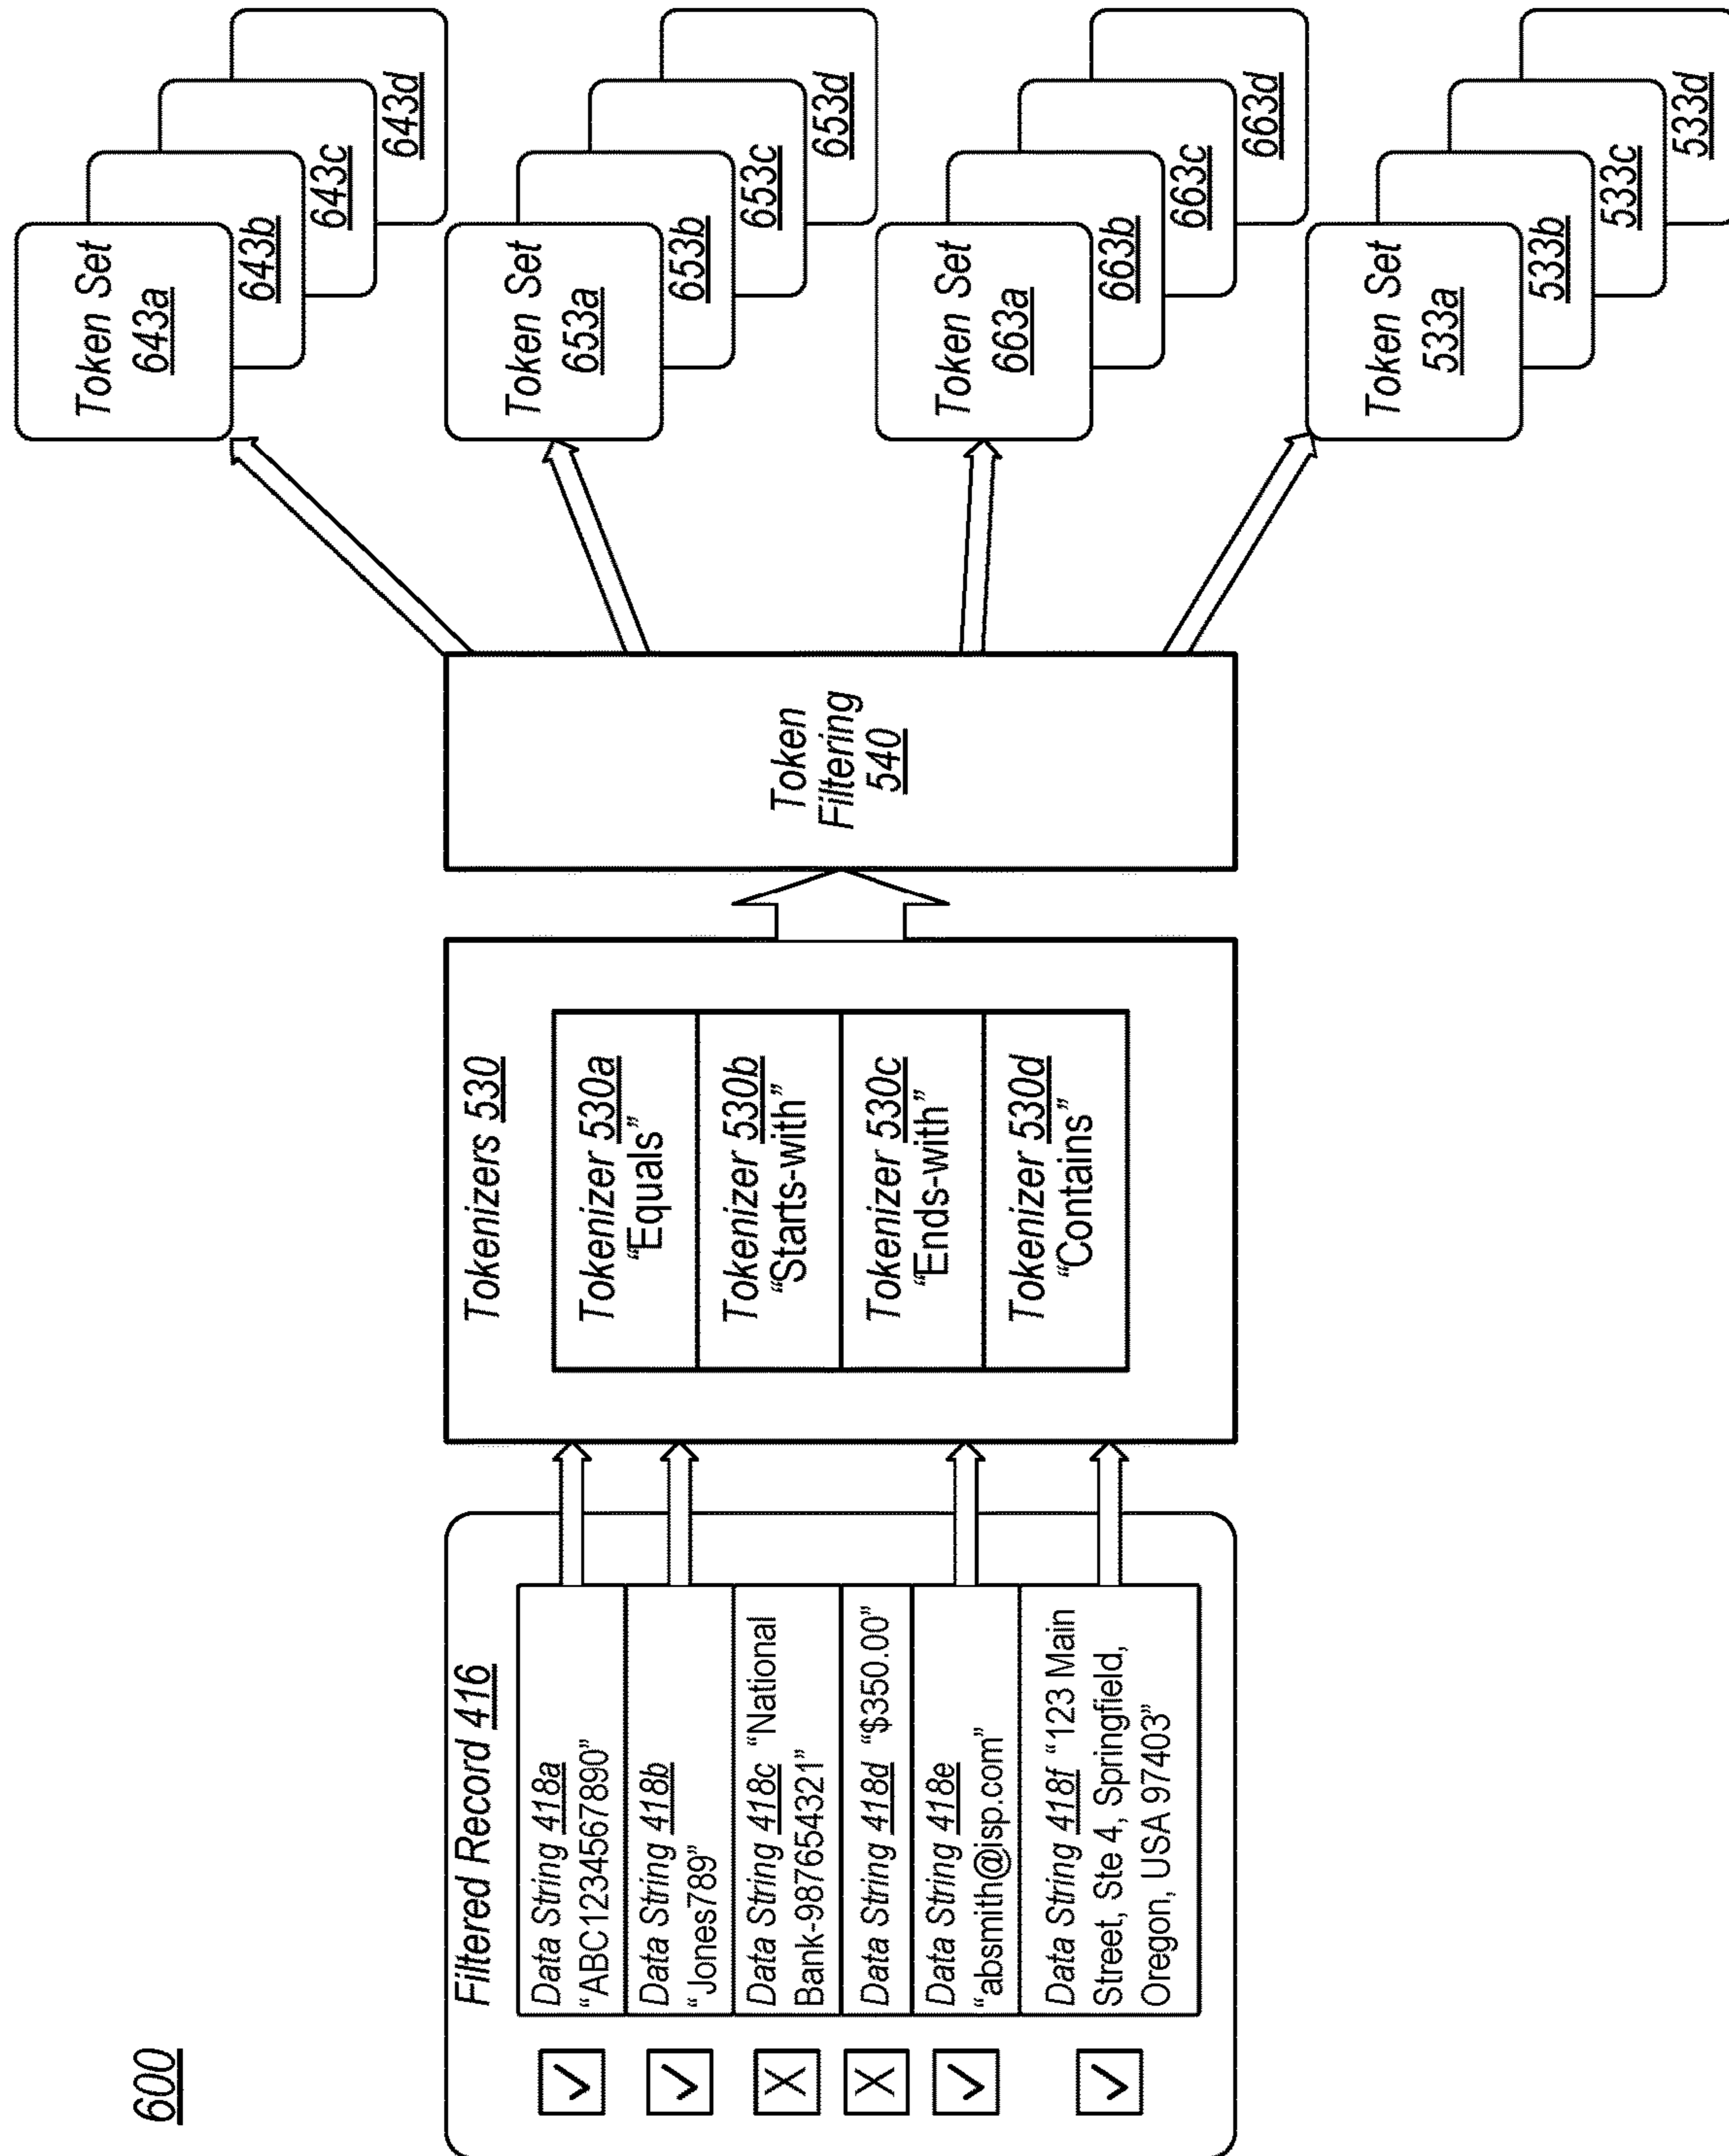 600
Filtered Record 416
Data String 418a
“ABC1234567890”
Data String 418b
“Jones789”
Data String 418c “National
Bank-987654321”
Data String 418d “$350.00”
Data String 418e
“absmith@isp.com”
Data String 418f “123 Main
Street, Ste 4, Springfield,
Oregon, USA 97403”
Tokenizers 530
Tokenizer 530a
“Equals”
Tokenizer 530b
“Starts-with”
Tokenizer 530c
“Ends-with”
Tokenizer 530d
“Contains”
Token
Filtering
540
Token Set
643a
643b
643c
643d
Token Set
653a
653b
653c
653d
Token Set
663a
663b
663c
663d
Token Set
533a
533b
533c
533d